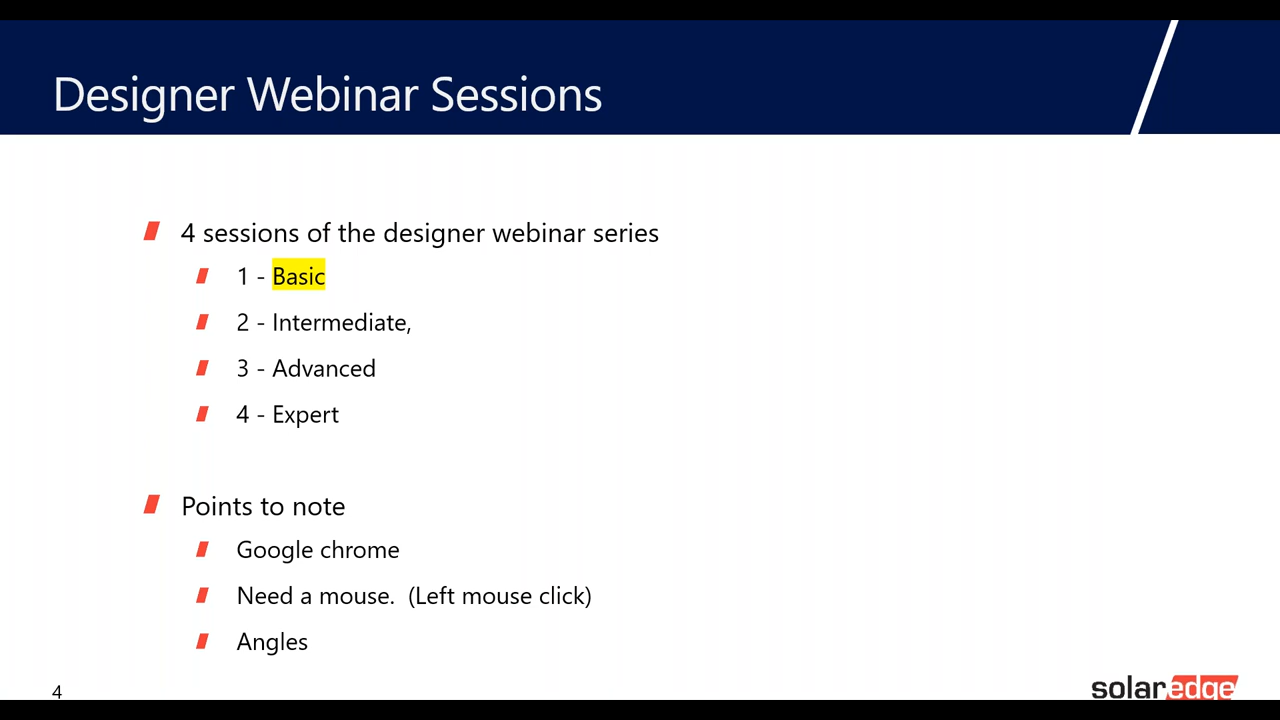 Designer Webinar Sessions
4 sessions of the designer webinar series
1 - Basic
2 - Intermediate,
3 - Advanced
4 - Expert
Points to note
Google chrome
Need a mouse.  (Left mouse click)
Angles
4
solaredge